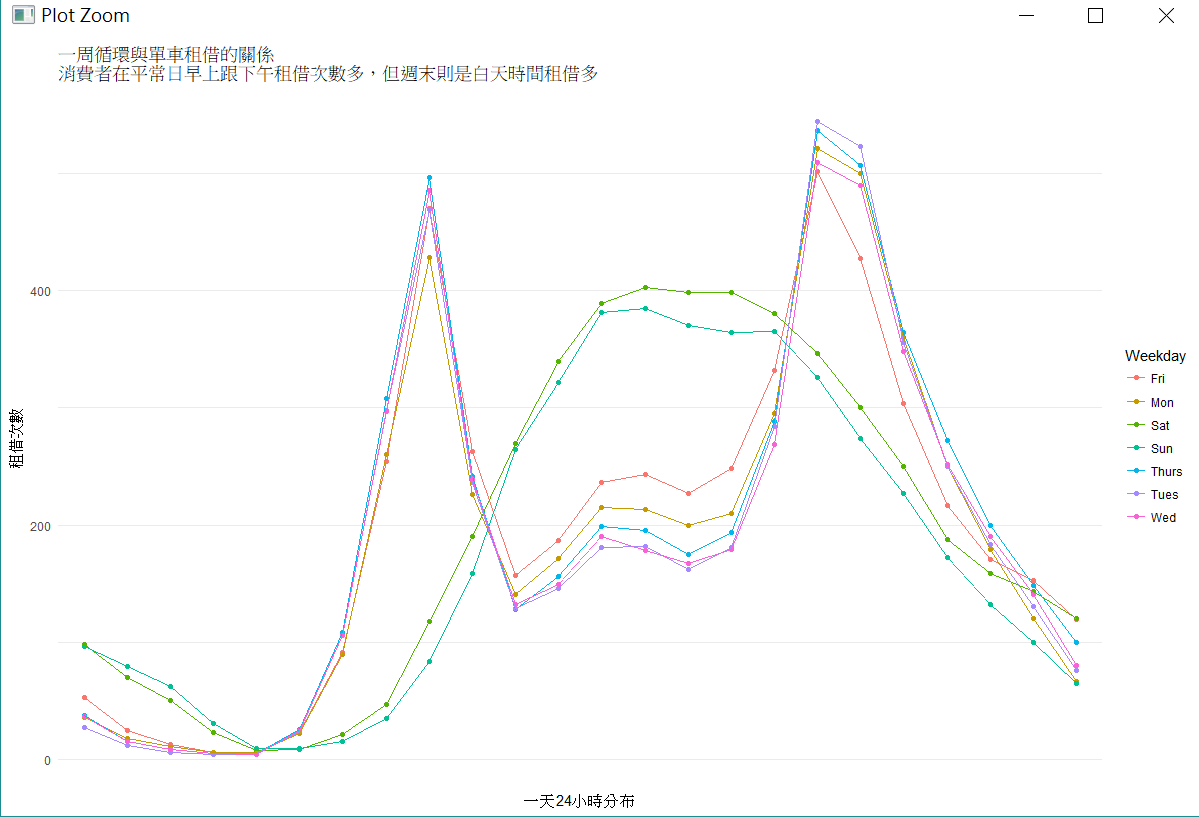 Plot Zoom
一周循環與單車租借的關係
消費者在平常日早上跟下午租借次數多，但週末則是白天時間租借多
400
200
0
租借次數
一天24小時分布
Weekday
Fri
Mon
Sat
Sun
Thurs
Tues
Wed